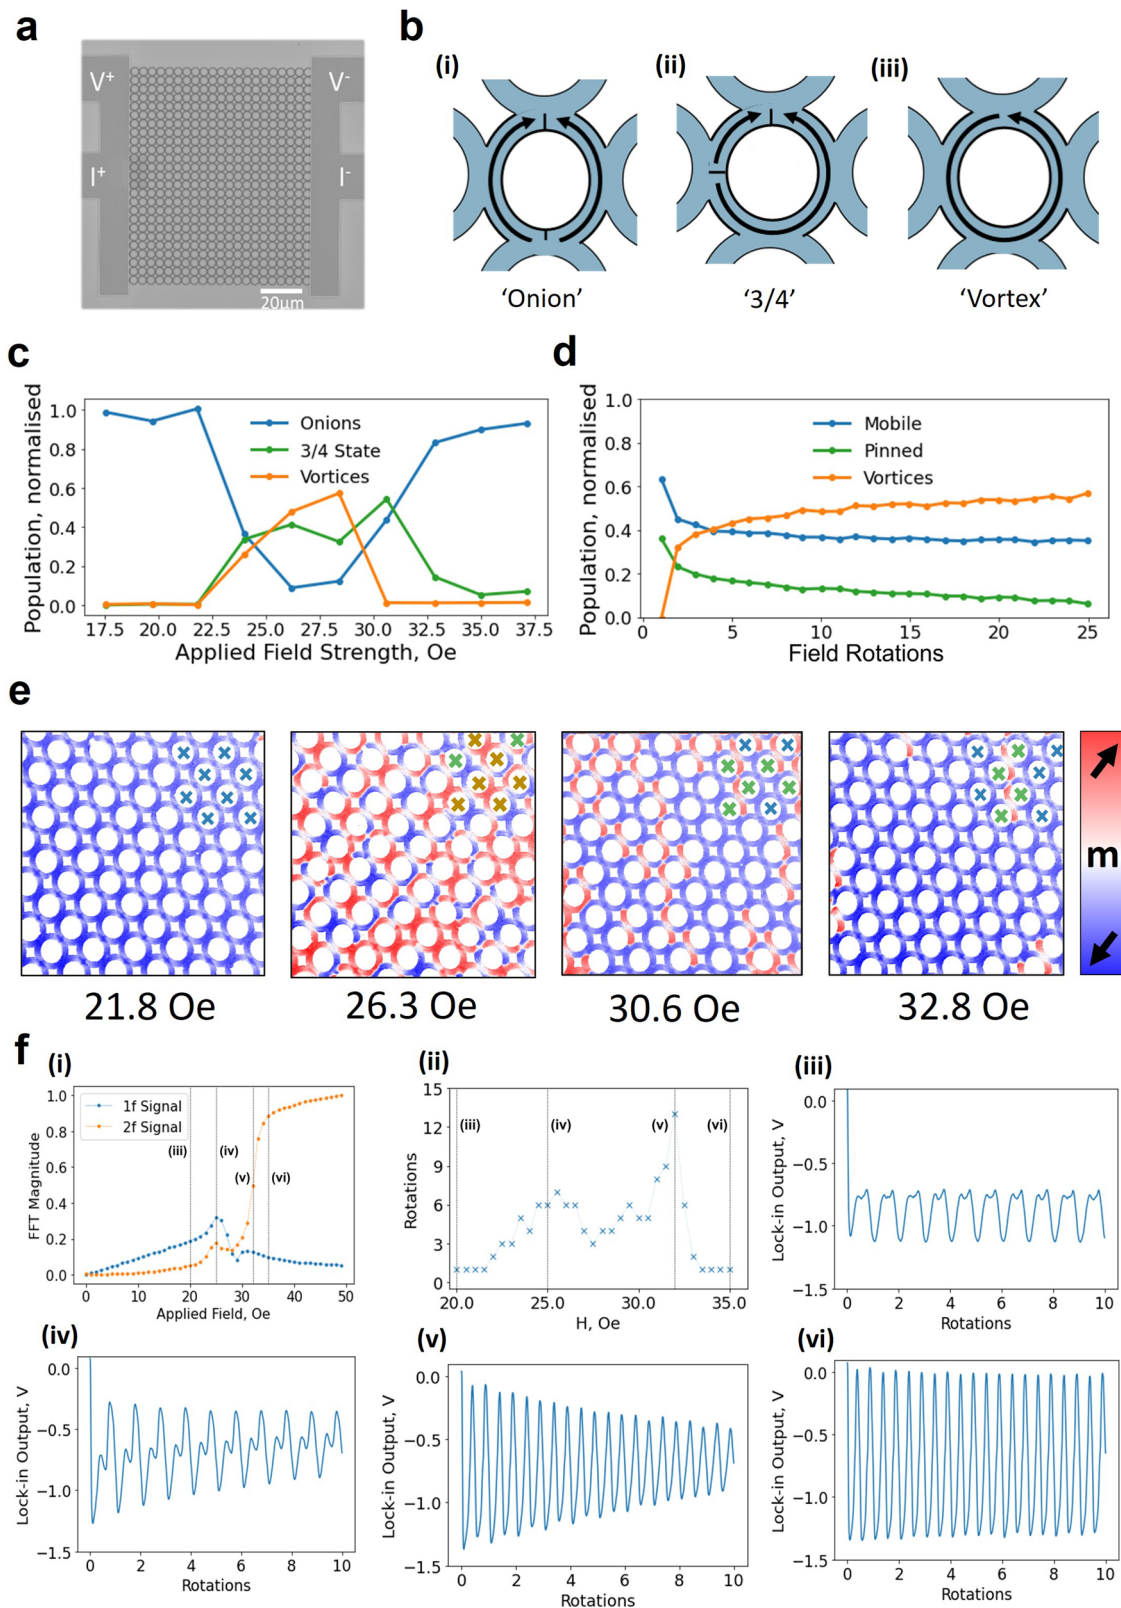 a
V⁺ V⁻
I⁺ I⁻
20μm
b
(i) (ii) (iii)
'Onion' '3/4' 'Vortex'
c
Population, normalised
1.0
0.8
0.6
0.4
0.2
0.0
Onions
3/4 State
Vortices
17.5 20.0 22.5 25.0 27.5 30.0 32.5 35.0 37.5
Applied Field Strength, Oe
d
Population, normalised
1.0
0.8
0.6
0.4
0.2
0.0
Mobile
Pinned
Vortices
0 5 10 15 20 25
Field Rotations
e
m
21.8 Oe 26.3 Oe 30.6 Oe 32.8 Oe
f
(i)
FFT Magnitude
1.0
0.8
0.6
0.4
0.2
0.0
1f Signal
2f Signal
(iii) (iv)
(v) (vi)
0 10 20 30 40 50
Applied Field, Oe
(ii)
Rotations
15
12
9
6
3
0
(iii) (iv) (v) (vi)
20.0 25.0 30.0 35.0
H, Oe
(iii)
Lock-in Output, V
0.0
−0.5
−1.0
−1.5
0 2 4 6 8 10
Rotations
(iv)
Lock-in Output, V
0.0
−0.5
−1.0
−1.5
0 2 4 6 8 10
Rotations
(v)
Lock-in Output, V
0.0
−0.5
−1.0
−1.5
0 2 4 6 8 10
Rotations
(vi)
Lock-in Output, V
0.0
−0.5
−1.0
−1.5
0 2 4 6 8 10
Rotations